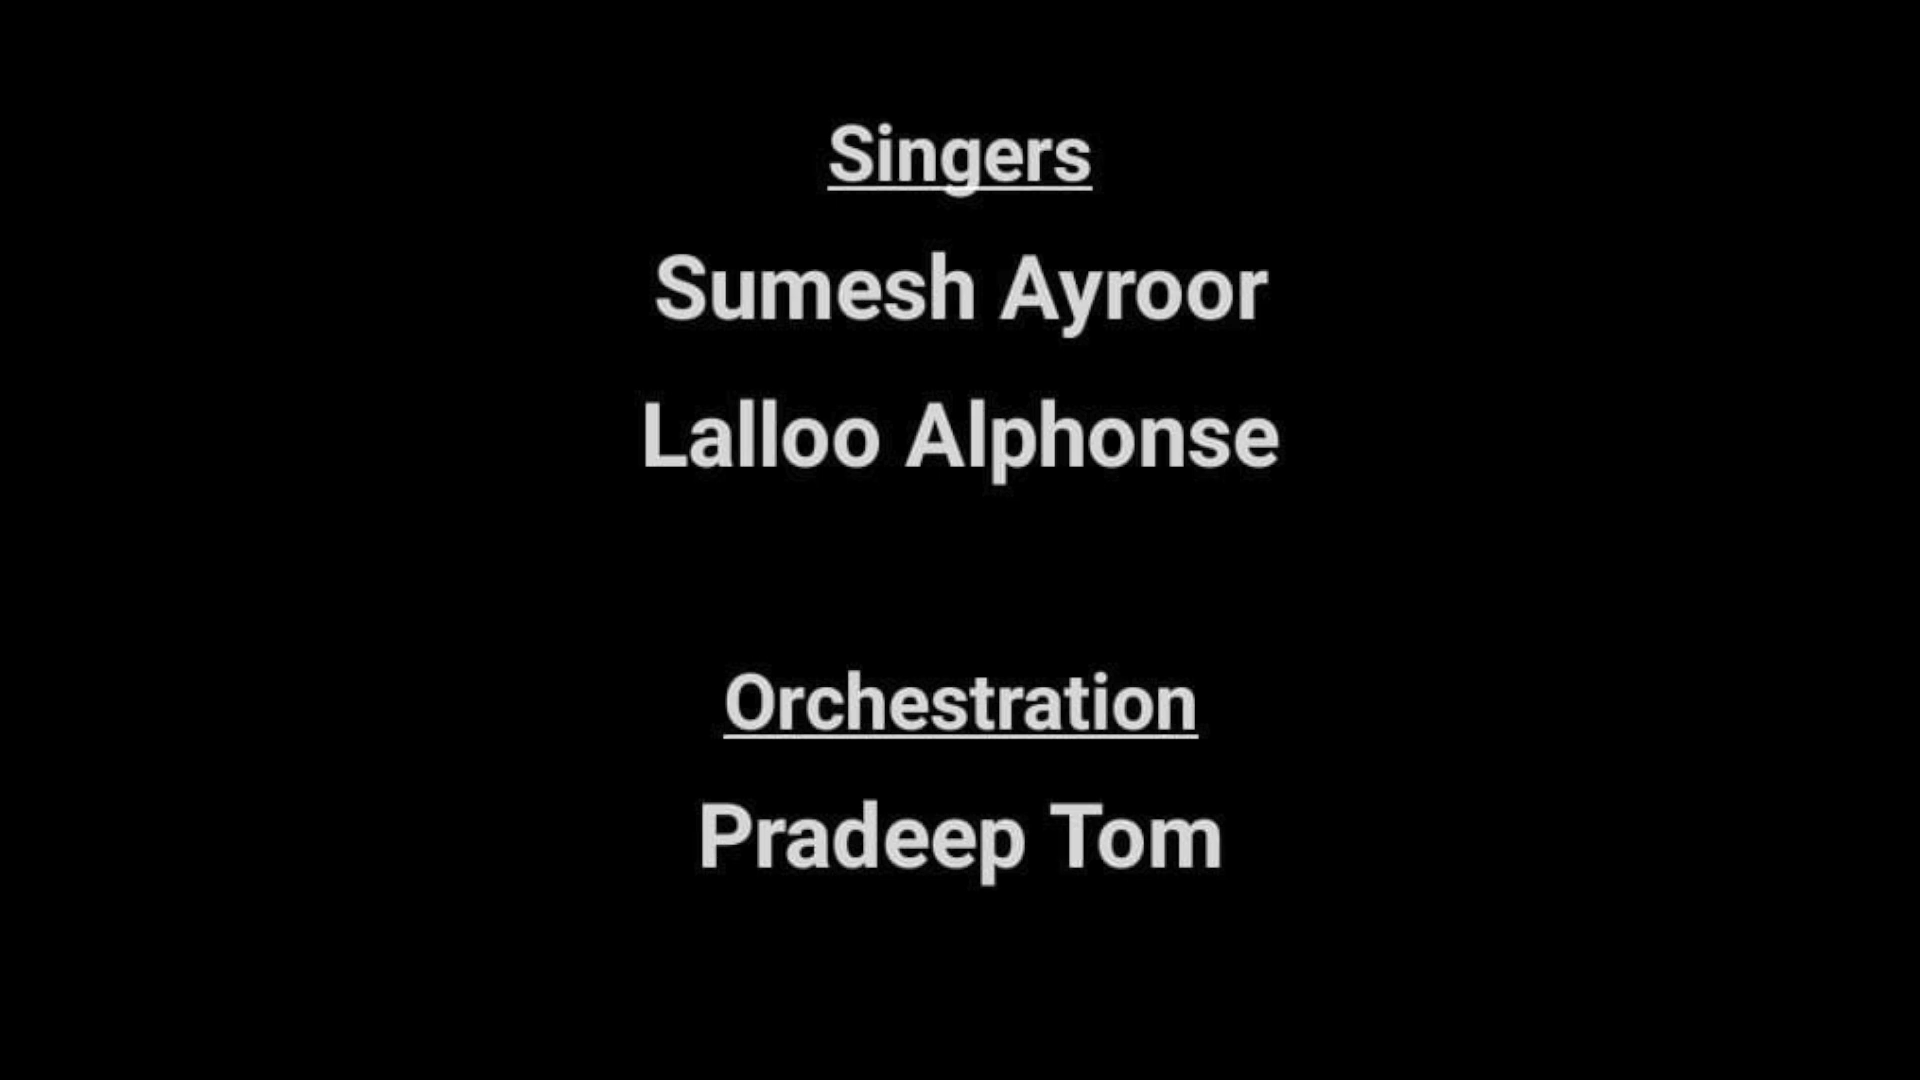 Singers
Sumesh Ayroor
Lalloo Alphonse
Orchestration
Pradeep Tom